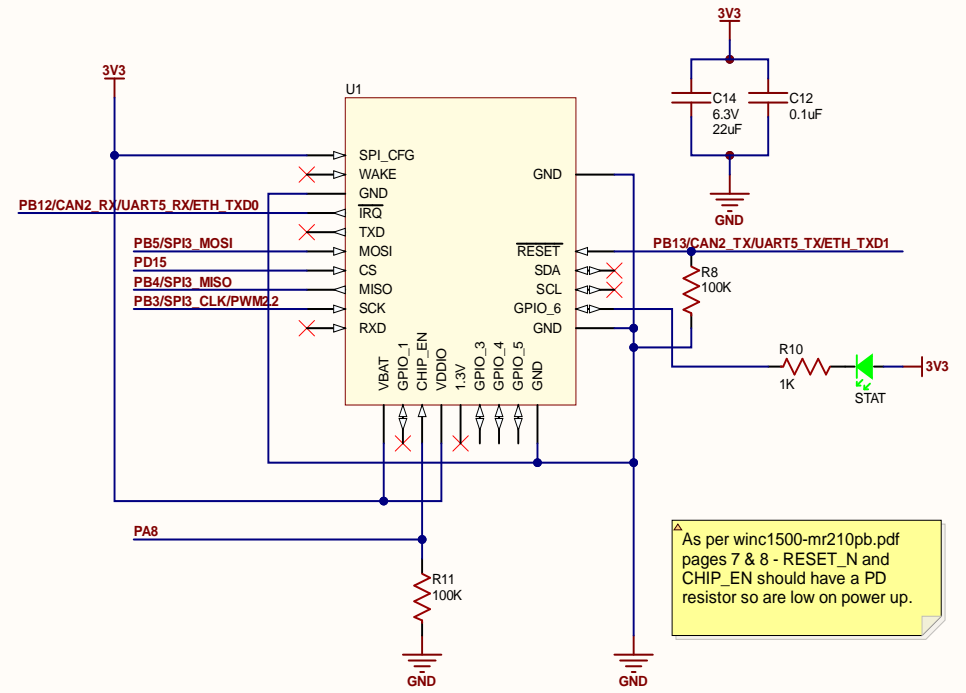 3V3
C14
6.3V
22uF
C12
0.1uF
GND
3V3
U1
SPI_CFG
WAKE
GND
IRQ
TXD
MOSI
CS
MISO
SCK
RXD
PB12/CAN2_RX/UART5_RX/ETH_TXD0
PB5/SPI3_MOSI
PD15
PB4/SPI3_MISO
PB3/SPI3_CLK/PWM2.2
GND
RESET
SDA
SCL
GPIO_6
GND
PB13/CAN2_TX/UART5_TX/ETH_TXD1
R8
100K
VBAT
GPIO_1
CHIP_EN
VDDIO
1.3V
GPIO_3
GPIO_4
GPIO_5
GND
R10
1K
STAT
3V3
PA8
R11
100K
GND
GND
As per winc1500-mr210pb.pdf
pages 7 & 8 - RESET_N and
CHIP_EN should have a PD
resistor so are low on power up.